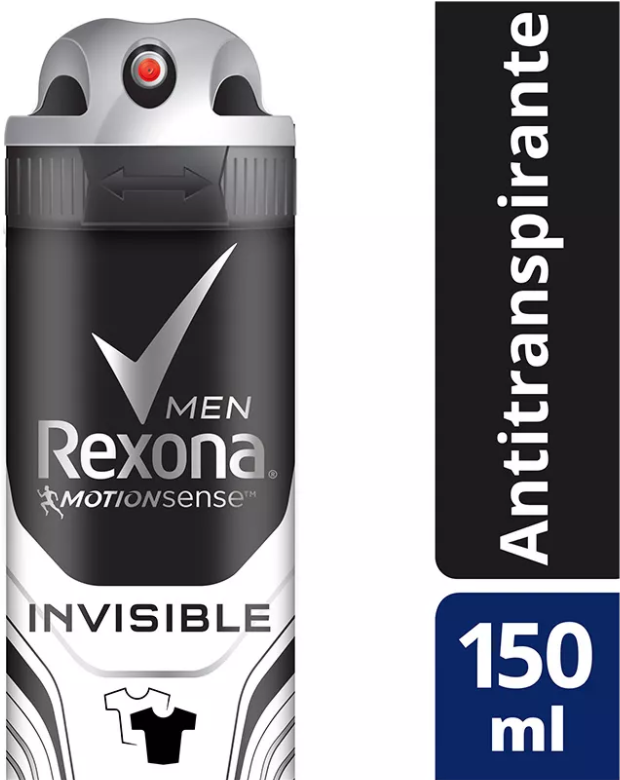 MEN
Rexona®
MOTIONsense™
INVISIBLE
Antitranspirante
150
ml